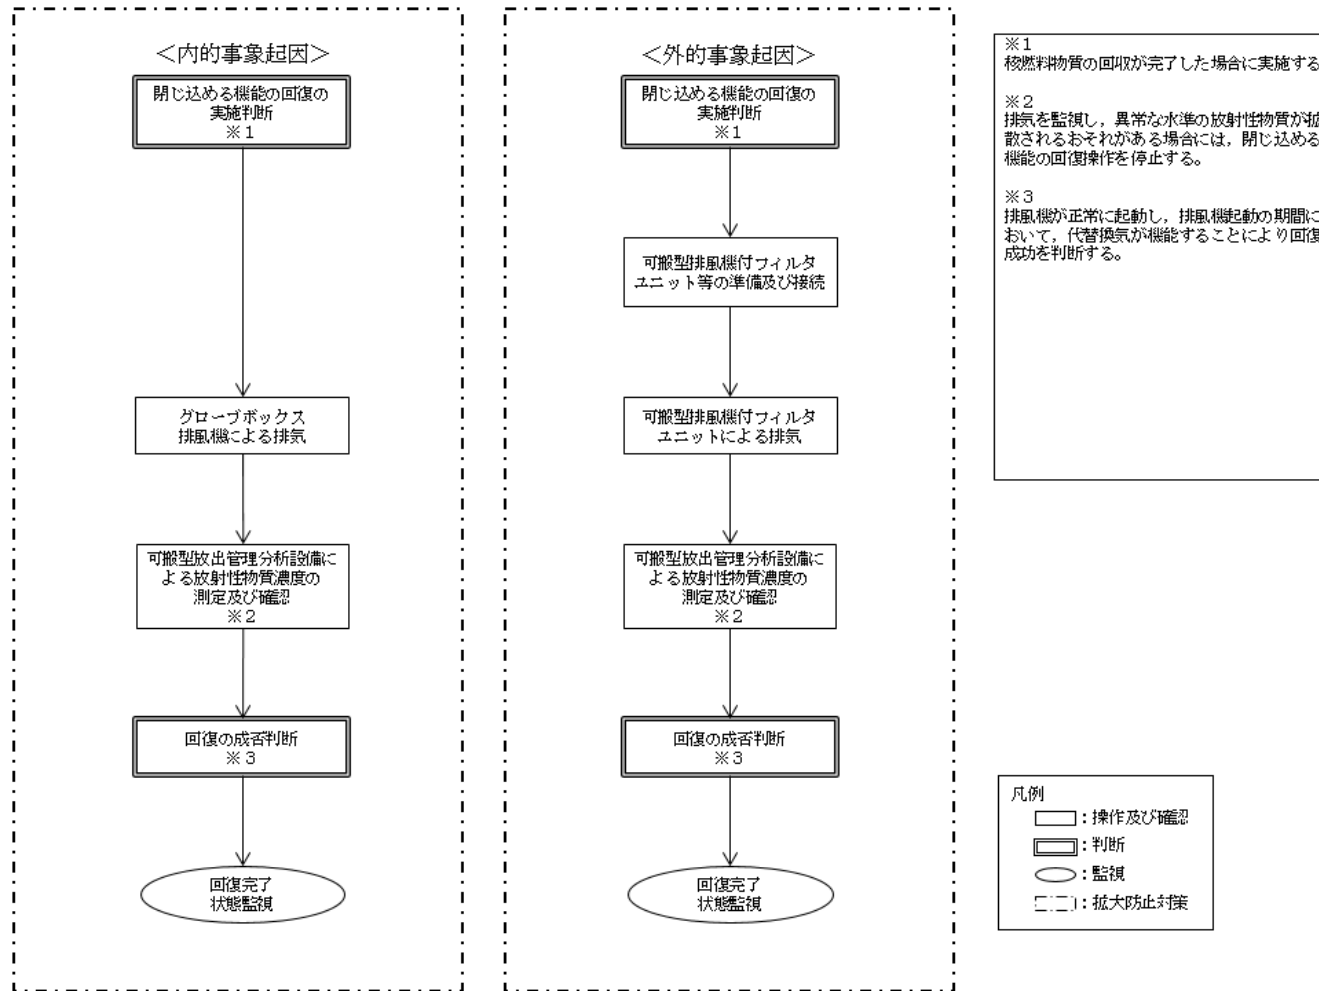 ＜内的事象起因＞
閉じ込める機能の回復の
実施判断
※１
グローブボックス
排風機による排気
可搬型放出管理分析設備に
よる放射性物質濃度の
測定及び確認
※２
回復の成否判断
※３
回復完了
状態監視
＜外的事象起因＞
閉じ込める機能の回復の
実施判断
※１
可搬型排風機付フィルタ
ユニット等の準備及び接続
可搬型排風機付フィルタ
ユニットによる排気
可搬型放出管理分析設備に
よる放射性物質濃度の
測定及び確認
※２
回復の成否判断
※３
回復完了
状態監視
※１
核燃料物質の回収が完了した場合に実施する
※２
排気を監視し，異常な水準の放射性物質が拡
散されるおそれがある場合には，閉じ込める
機能の回復操作を停止する。
※３
排風機が正常に起動し，排風機起動の期間に
おいて，代替換気が機能することにより回復
成功を判断する。
凡例
：操作及び確認
：判断
：監視
：拡大防止対策